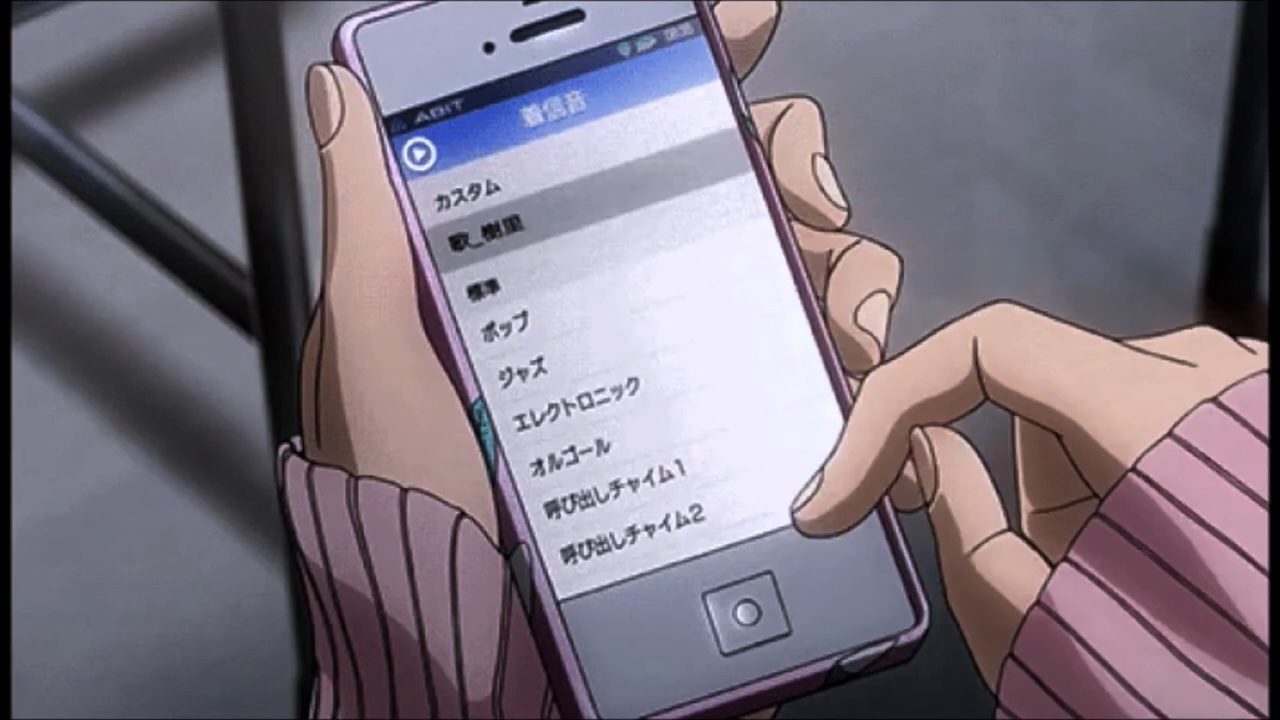 ABIT
着信音
カスタム
歌_樹里
標準
ポップ
ジャズ
エレクトロニック
オルゴール
呼び出しチャイム1
呼び出しチャイム2